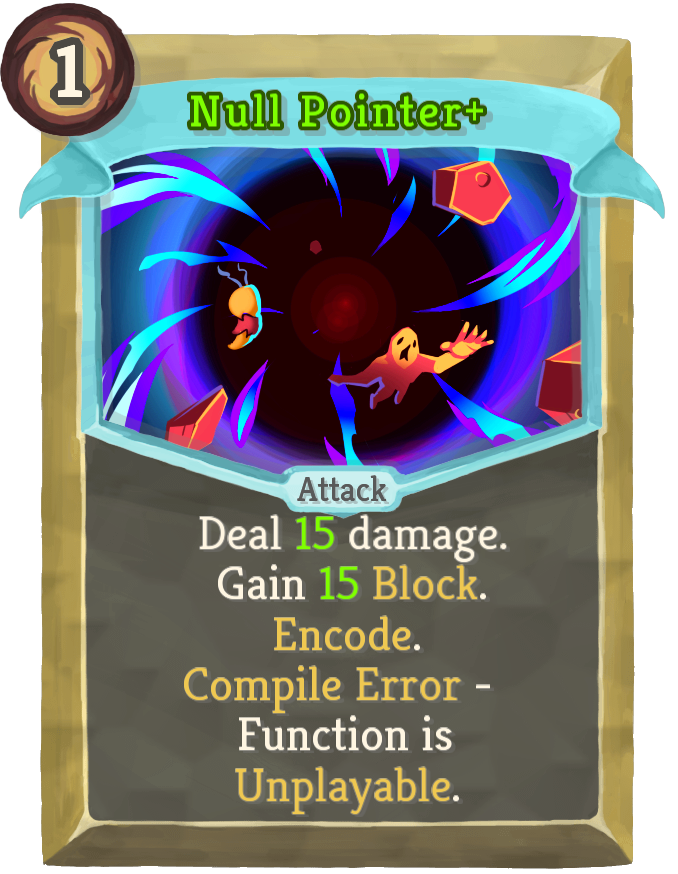 1
Null Pointer+
Attack
Deal 15 damage.
Gain 15 Block.
Encode.
Compile Error -
Function is
Unplayable.